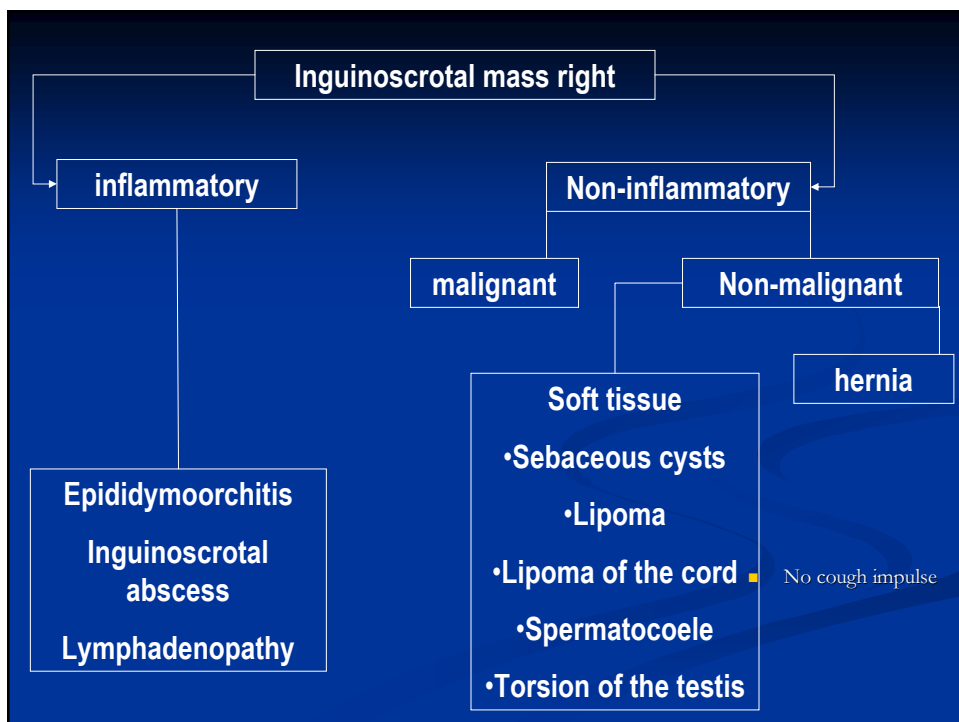 Inguinoscrotal mass right
inflammatory
Non-inflammatory
malignant
Non-malignant
hernia
Soft tissue
•Sebaceous cysts
•Lipoma
•Lipoma of the cord
•Spermatocoele
•Torsion of the testis
No cough impulse
Epididymoorchitis
Inguinoscrotal
abscess
Lymphadenopathy